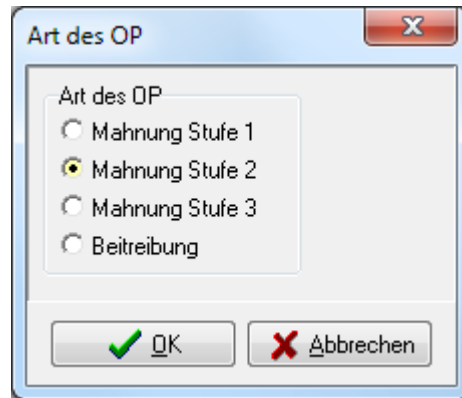 Art des OP
Art des OP
Mahnung Stufe 1
Mahnung Stufe 2
Mahnung Stufe 3
Beitreibung
OK Abbrechen